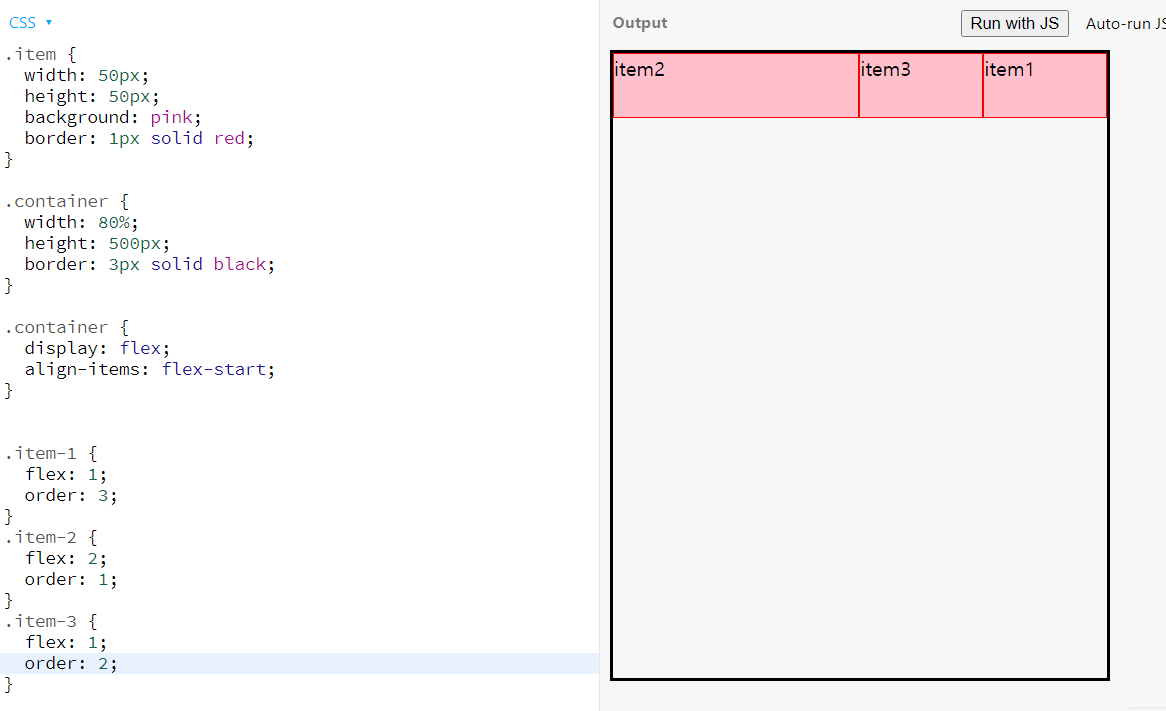 CSS ▾
.item {
  width: 50px;
  height: 50px;
  background: pink;
  border: 1px solid red;
}
.container {
  width: 80%;
  height: 500px;
  border: 3px solid black;
}
.container {
  display: flex;
  align-items: flex-start;
}
.item-1 {
  flex: 1;
  order: 3;
}
.item-2 {
  flex: 2;
  order: 1;
}
.item-3 {
  flex: 1;
  order: 2;
}
Output Run with JS Auto-run JS
item2 item3 item1